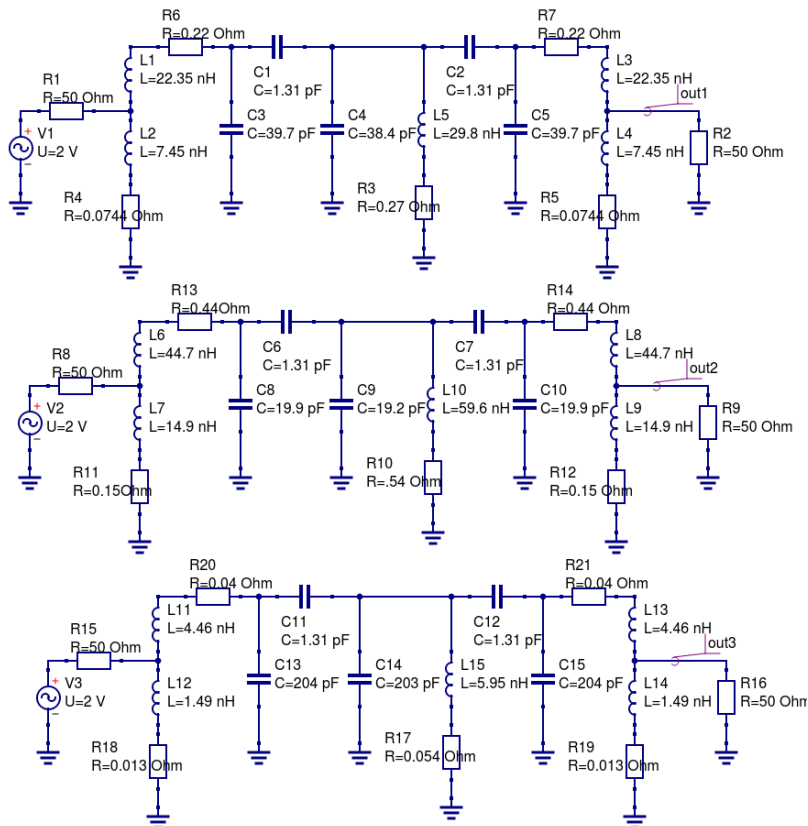 R6
R=0.22 Ohm
R7
R=0.22 Ohm
L1
L=22.35 nH
L3
L=22.35 nH
C1
C=1.31 pF
C2
C=1.31 pF
R1
R=50 Ohm
out1
V1
U=2 V
+
−
L2
L=7.45 nH
C3
C=39.7 pF
C4
C=38.4 pF
L5
L=29.8 nH
C5
C=39.7 pF
L4
L=7.45 nH
R2
R=50 Ohm
R4
R=0.0744 Ohm
R3
R=0.27 Ohm
R5
R=0.0744 Ohm
R13
R=0.44Ohm
R14
R=0.44 Ohm
L6
L=44.7 nH
L8
L=44.7 nH
C6
C=1.31 pF
C7
C=1.31 pF
R8
R=50 Ohm
out2
V2
U=2 V
+
−
L7
L=14.9 nH
C8
C=19.9 pF
C9
C=19.2 pF
L10
L=59.6 nH
C10
C=19.9 pF
L9
L=14.9 nH
R9
R=50 Ohm
R11
R=0.15Ohm
R10
R=.54 Ohm
R12
R=0.15 Ohm
R20
R=0.04 Ohm
R21
R=0.04 Ohm
L11
L=4.46 nH
L13
L=4.46 nH
C11
C=1.31 pF
C12
C=1.31 pF
R15
R=50 Ohm
out3
V3
U=2 V
+
−
L12
L=1.49 nH
C13
C=204 pF
C14
C=203 pF
L15
L=5.95 nH
C15
C=204 pF
L14
L=1.49 nH
R16
R=50 Ohm
R18
R=0.013 Ohm
R17
R=0.054 Ohm
R19
R=0.013 Ohm